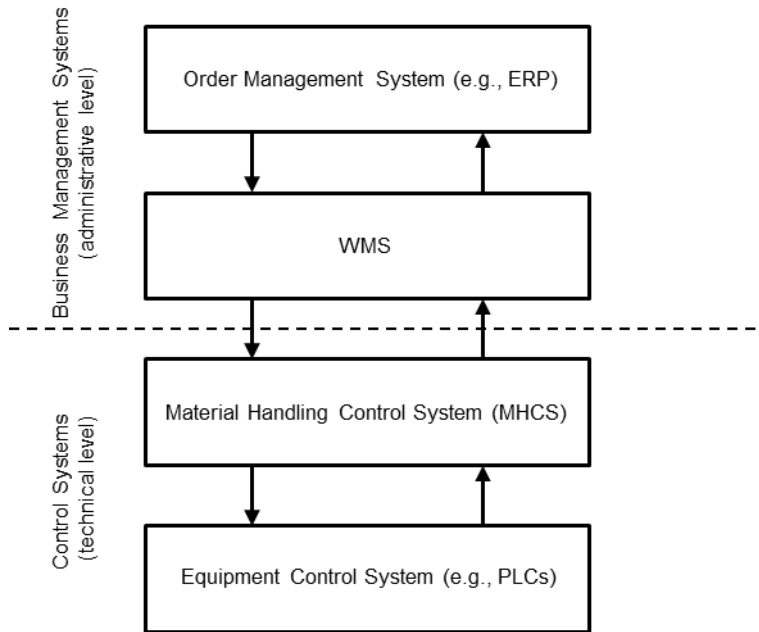 Business Management Systems
(administrative level)
Order Management System (e.g., ERP)
WMS
Control Systems
(technical level)
Material Handling Control System (MHCS)
Equipment Control System (e.g., PLCs)